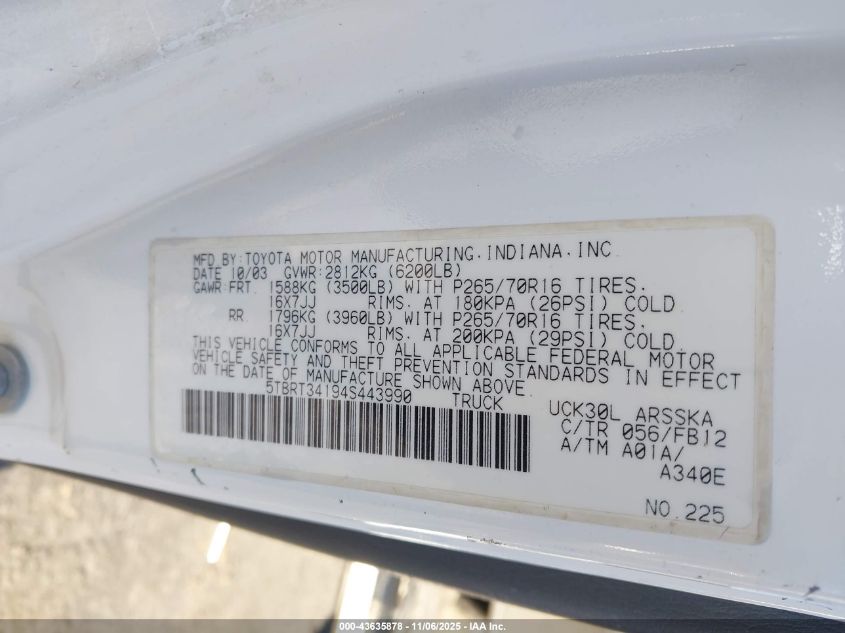 MFD.BY:TOYOTA MOTOR MANUFACTURING,INDIANA,INC.
DATE 10/03 GVWR:2812KG (6200LB)
GAWR:FRT. 1588KG (3500LB) WITH P265/70R16 TIRES.
16X7JJ RIMS. AT 180KPA (26PSI) COLD
RR 1796KG (3960LB) WITH P265/70R16 TIRES.
16X7JJ RIMS. AT 200KPA (29PSI) COLD
THIS VEHICLE CONFORMS TO ALL APPLICABLE FEDERAL MOTOR
VEHICLE SAFETY AND THEFT PREVENTION STANDARDS IN EFFECT
ON THE DATE OF MANUFACTURE SHOWN ABOVE.
5TBRT34194S443990 TRUCK
UCK30L ARSSKA
C/TR 056/FB12
A/TM A01A/
A340E
NO.225
000-43635878 - 11/06/2025 - IAA Inc.